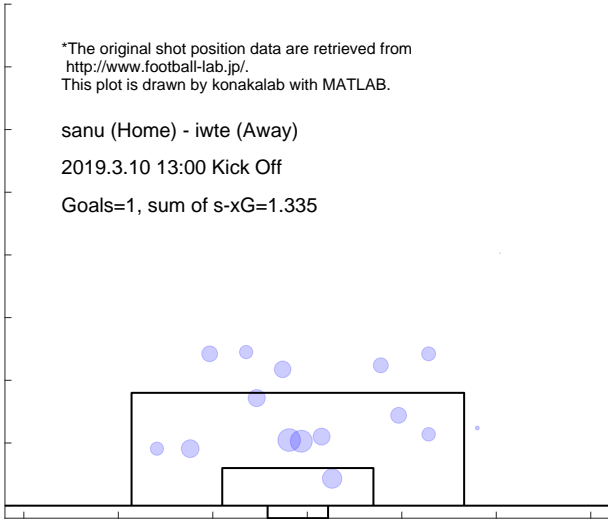 *The original shot position data are retrieved from
http://www.football-lab.jp/.
This plot is drawn by konakalab with MATLAB.
sanu (Home) - iwte (Away)
2019.3.10 13:00 Kick Off
Goals=1, sum of s-xG=1.335